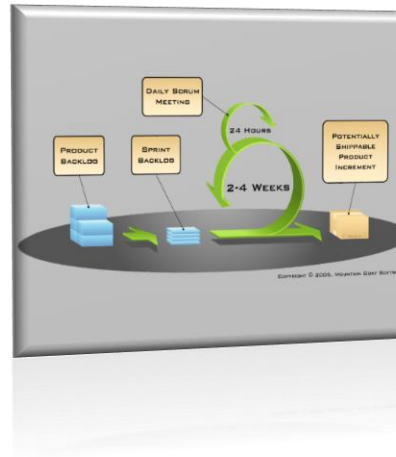 DAILY SCRUM
MEETING
24 HOURS
PRODUCT
BACKLOG
SPRINT
BACKLOG
POTENTIALLY
SHIPPABLE
PRODUCT
INCREMENT
2-4 WEEKS
COPYRIGHT © 2005, MOUNTAIN GOAT